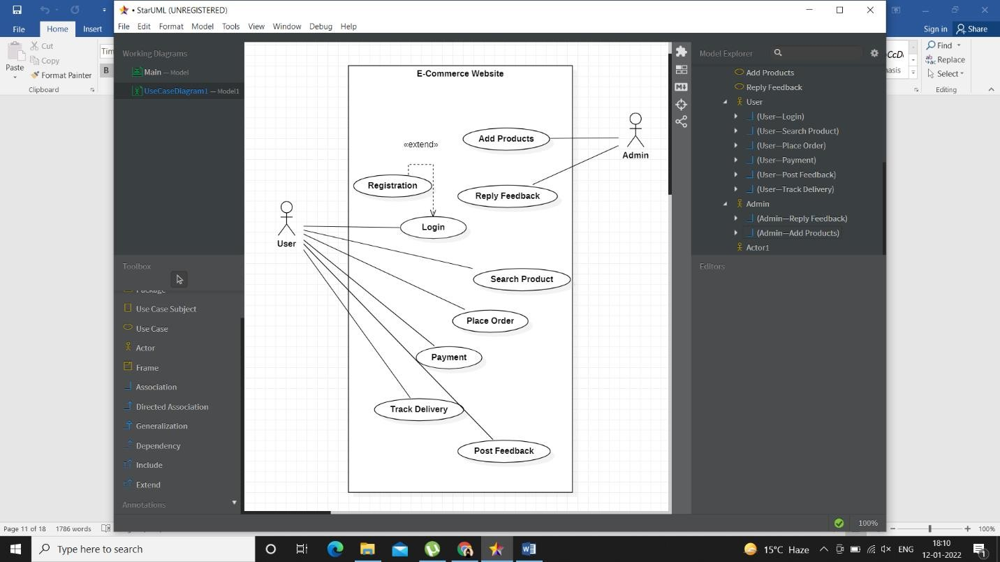 • StarUML (UNREGISTERED)
File Home Insert
Sign in Share
File Edit Format Model Tools View Window Debug Help
Paste
Cut
Copy
Format Painter
Clipboard
Tim
B
Find
Replace
Select
Editing
Working Diagrams
Main — Model
UseCaseDiagram1 — Model1
Toolbox
Package
Use Case Subject
Use Case
Actor
Frame
Association
Directed Association
Generalization
Dependency
Include
Extend
Annotations
E-Commerce Website
Add Products
«extend»
Admin
Registration
Reply Feedback
Login
User
Search Product
Place Order
Payment
Track Delivery
Post Feedback
Model Explorer
Add Products
Reply Feedback
User
(User—Login)
(User—Search Product)
(User—Place Order)
(User—Payment)
(User—Post Feedback)
(User—Track Delivery)
Admin
(Admin—Reply Feedback)
(Admin—Add Products)
Actor1
Editors
100%
Page 11 of 18 1786 words
100%
Type here to search
15°C Haze ENG
18:10
12-01-2022
1